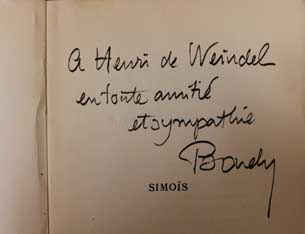 A Henri de Weindel
en toute amitié
et sympathie
SIMOÏS